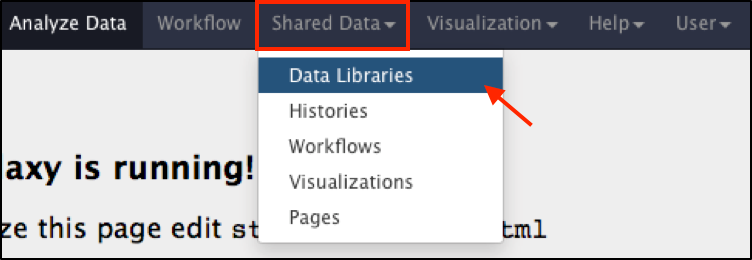 Analyze Data Workflow Shared Data Visualization Help User
Data Libraries
Histories
Workflows
Visualizations
Pages
axy is running!
ze this page edit st ml